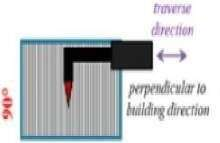 traverse
direction
90°
perpendicular to
building direction